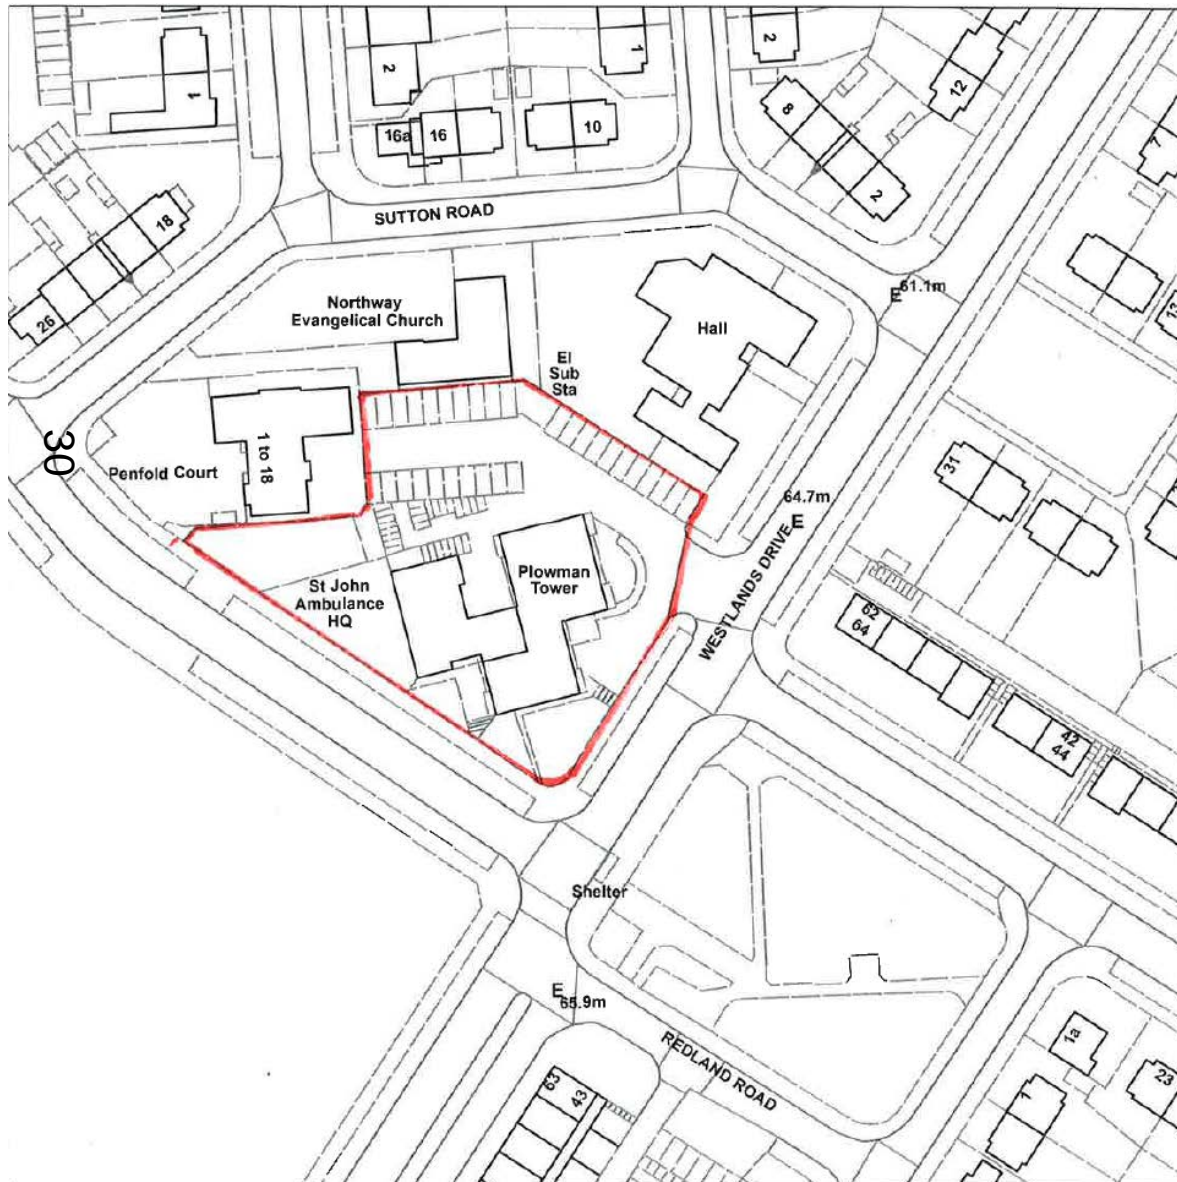 1
2
1
2
12
7
8
16a
16
10
2
18
SUTTON ROAD
61.1m
E
26
Northway
Evangelical Church
Hall
13
El
Sub
Sta
30
Penfold Court
1 to 18
31
64.7m
E
WESTLANDS DRIVE
Plowman
Tower
St John
Ambulance
HQ
62
64
42
44
Shelter
E
65.9m
REDLAND ROAD
63
43
1a
1
23